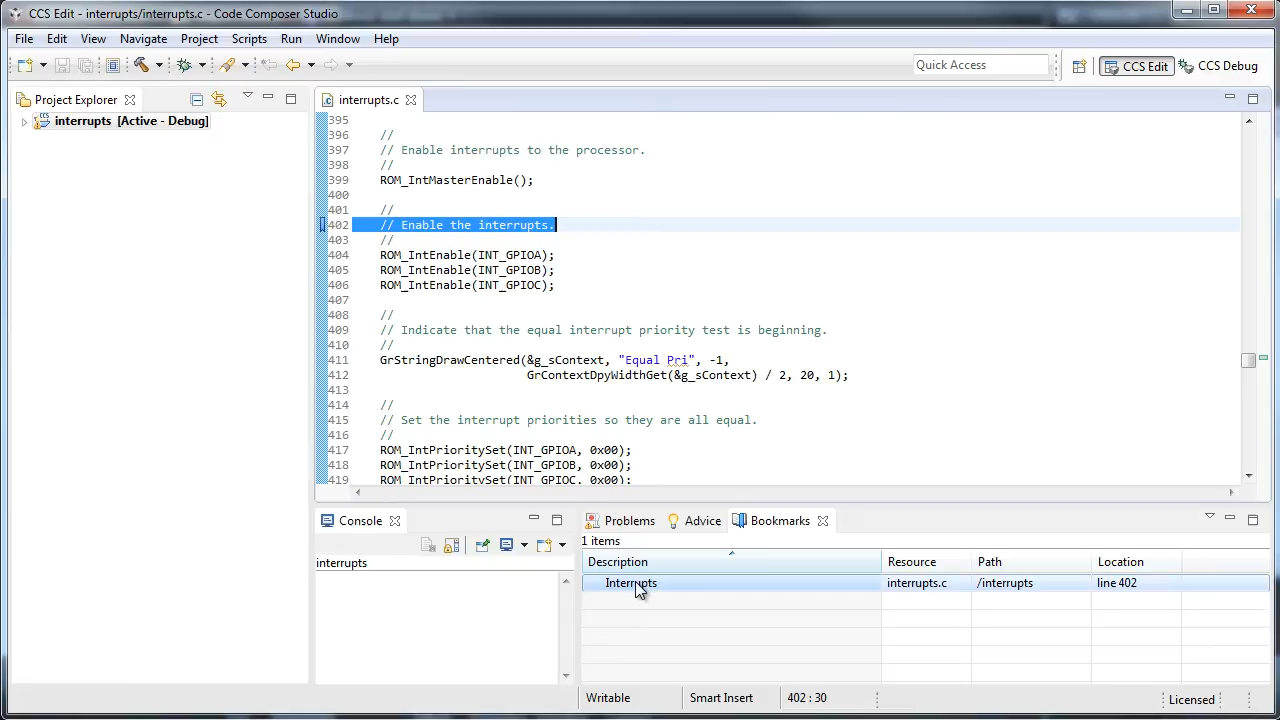 CCS Edit - interrupts/interrupts.c - Code Composer Studio
File Edit View Navigate Project Scripts Run Window Help
Quick Access
CCS Edit
CCS Debug
Project Explorer
interrupts [Active - Debug]
interrupts.c
395
396 //
397 // Enable interrupts to the processor.
398 //
399 ROM_IntMasterEnable();
400
401 //
402 // Enable the interrupts.
403 //
404 ROM_IntEnable(INT_GPIOA);
405 ROM_IntEnable(INT_GPIOB);
406 ROM_IntEnable(INT_GPIOC);
407
408 //
409 // Indicate that the equal interrupt priority test is beginning.
410 //
411 GrStringDrawCentered(&g_sContext, "Equal Pri", -1,
412 GrContextDpyWidthGet(&g_sContext) / 2, 20, 1);
413
414 //
415 // Set the interrupt priorities so they are all equal.
416 //
417 ROM_IntPrioritySet(INT_GPIOA, 0x00);
418 ROM_IntPrioritySet(INT_GPIOB, 0x00);
419 ROM_IntPrioritySet(INT_GPIOC, 0x00);
Console
interrupts
Problems Advice Bookmarks
1 items
Description Resource Path Location
Interrupts interrupts.c /interrupts line 402
Writable Smart Insert 402 : 30 Licensed